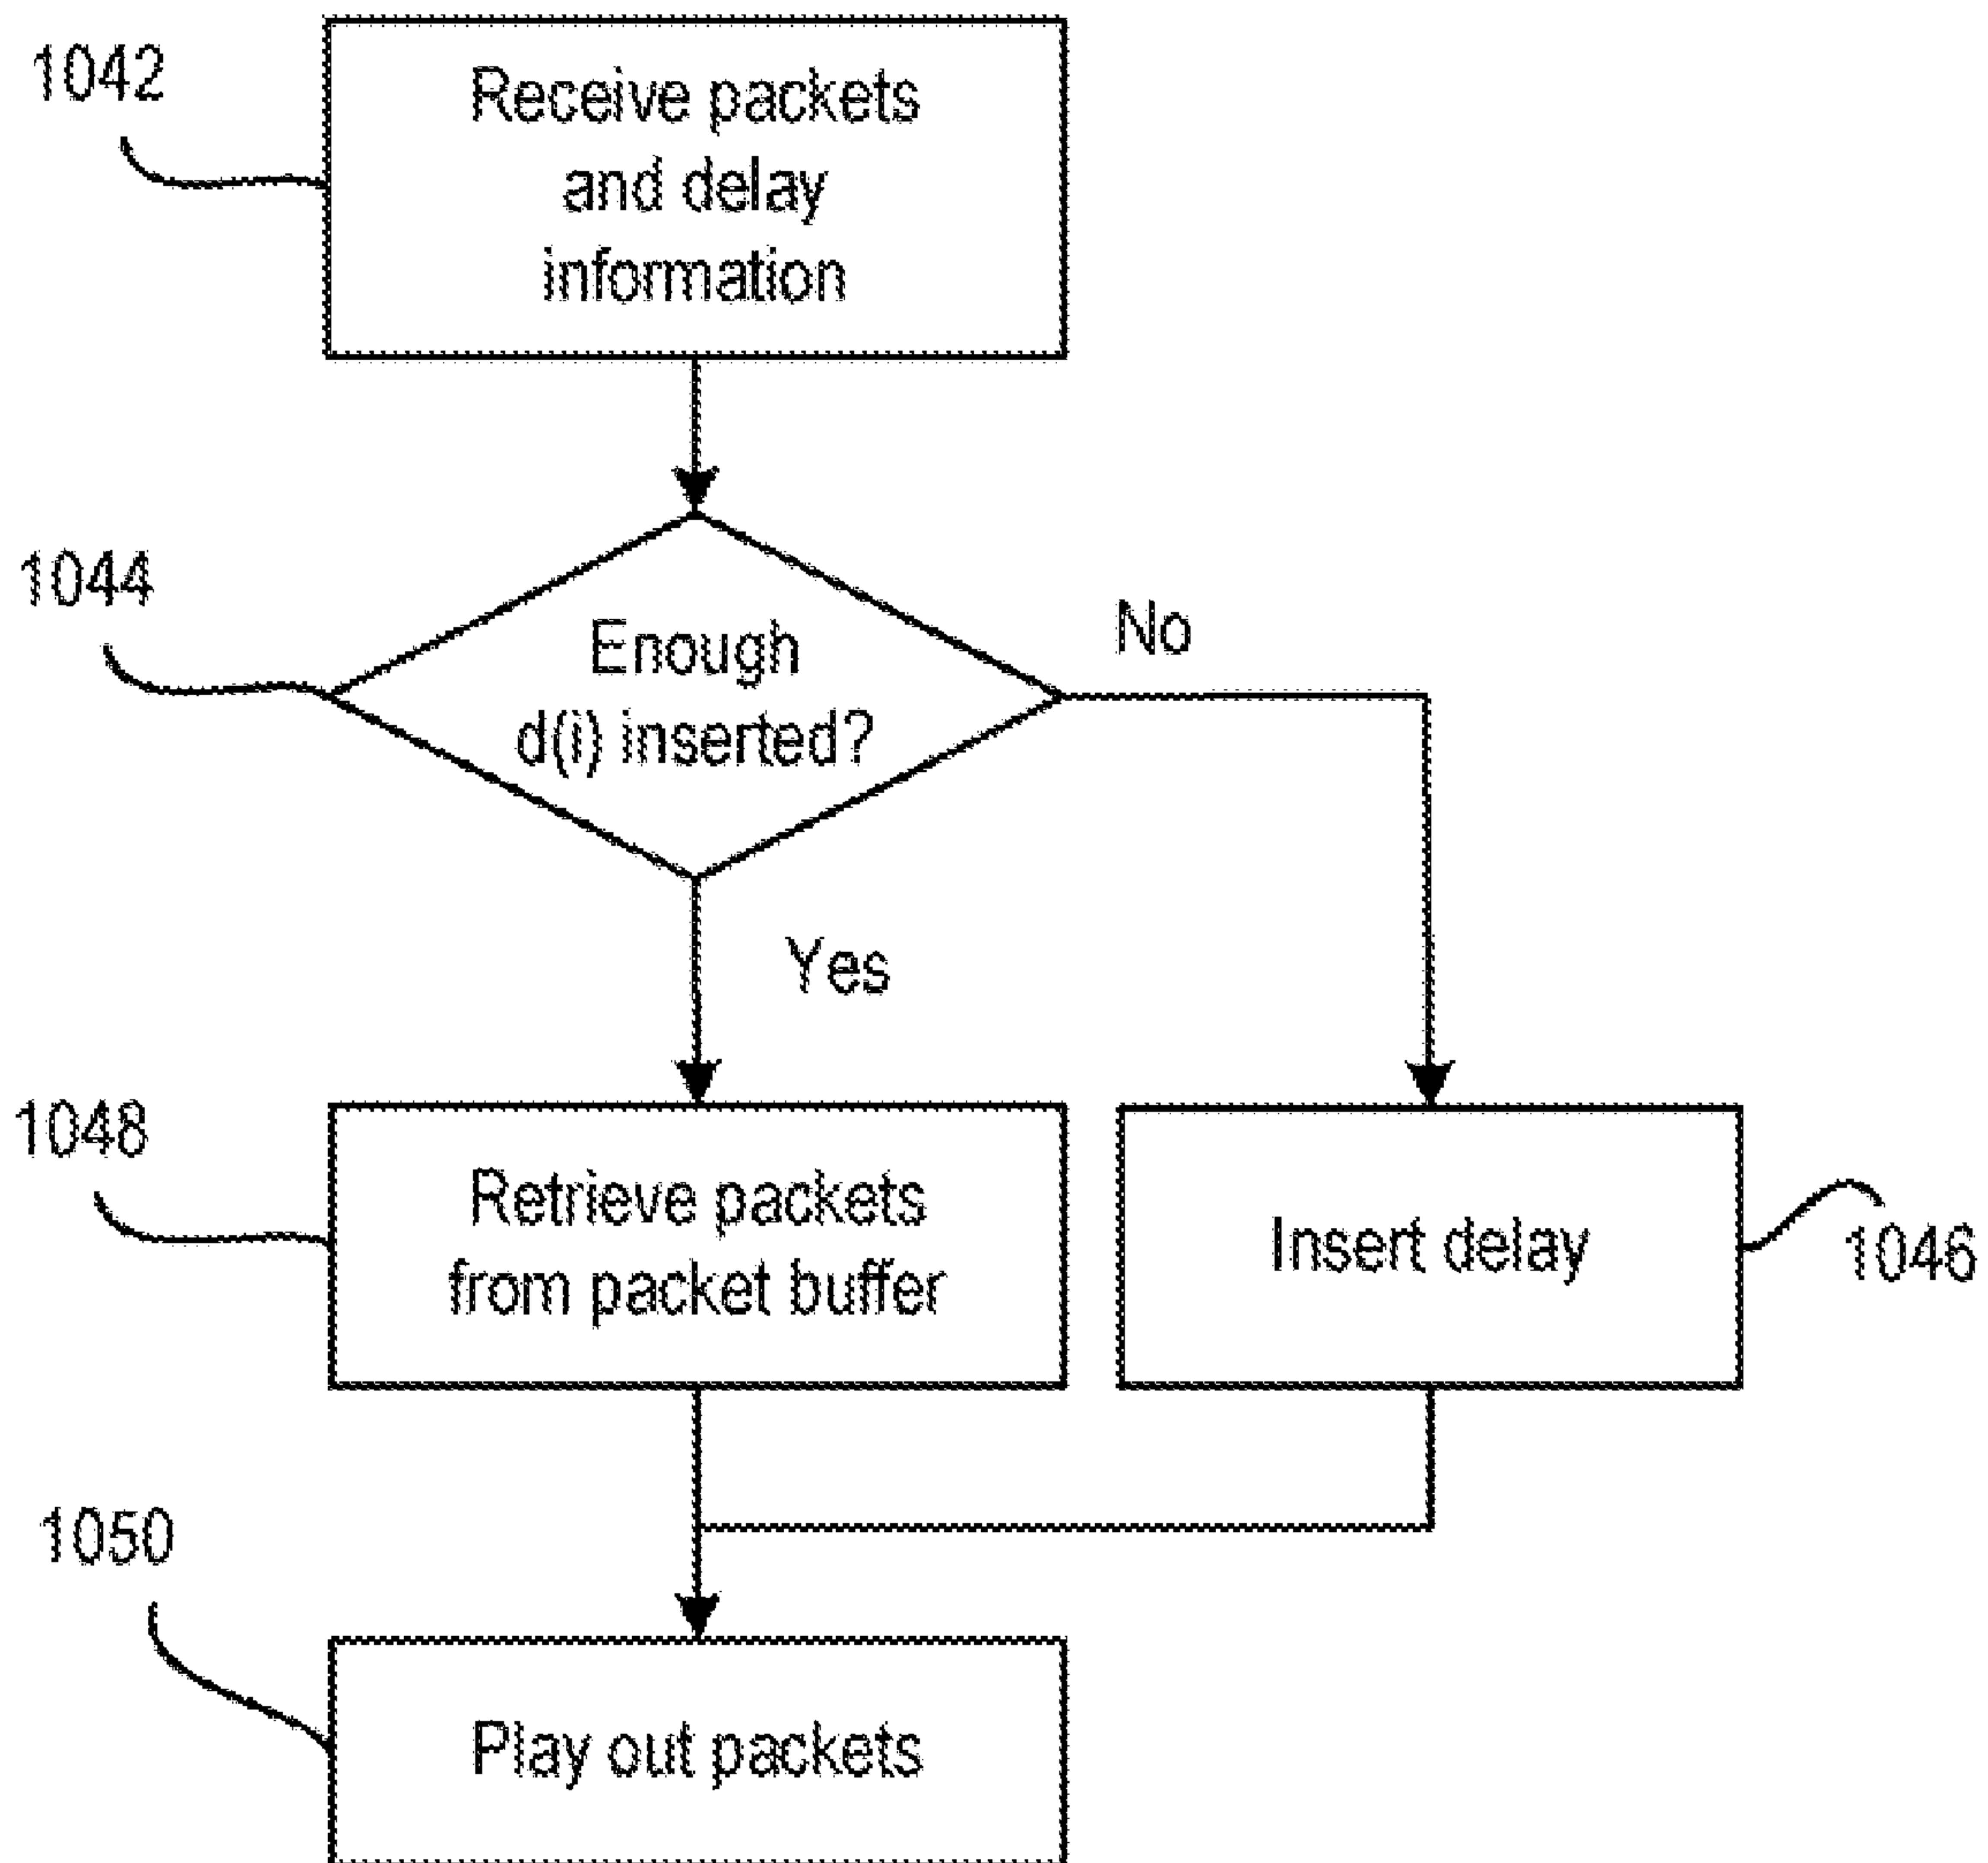 1042
Receive packets
and delay
information
1044
Enough
d(i) inserted?
No
Yes
1048
Retrieve packets
from packet buffer
Insert delay
1046
1050
Play out packets